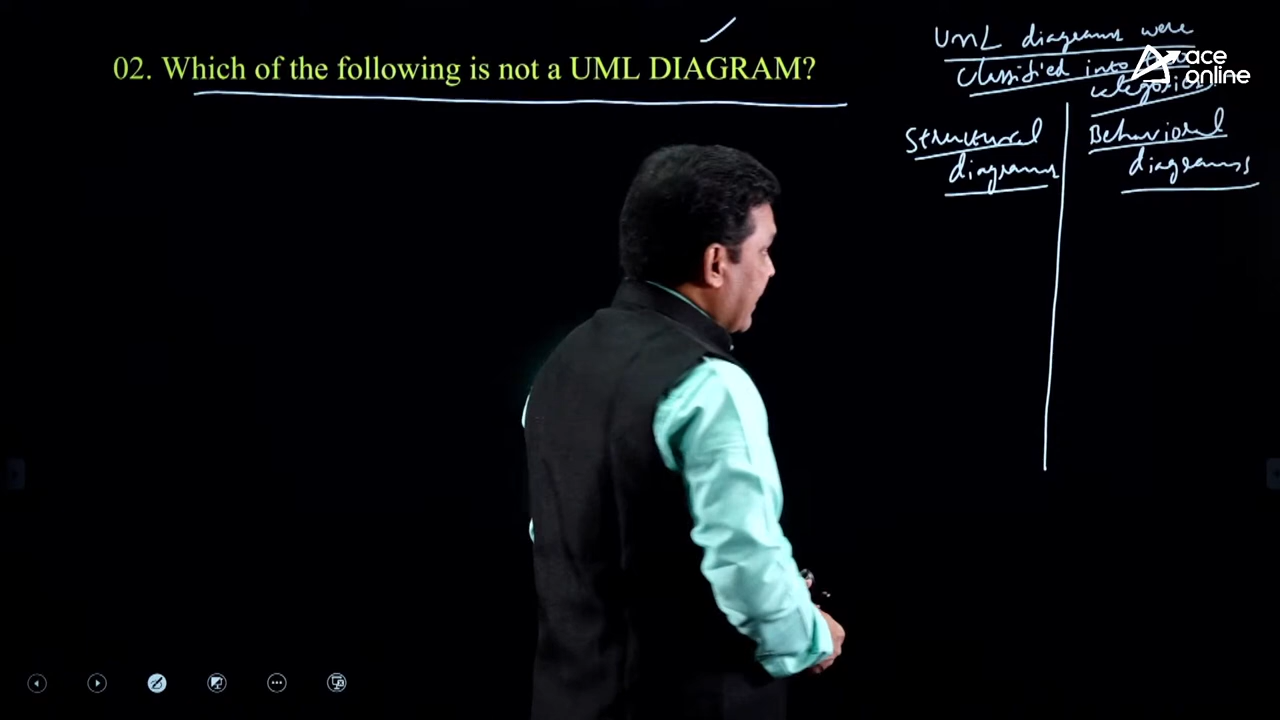 02. Which of the following is not a UML DIAGRAM?
UML diagrams were
classified into
categories
ace
online
Structural
diagrams
Behavioral
diagrams